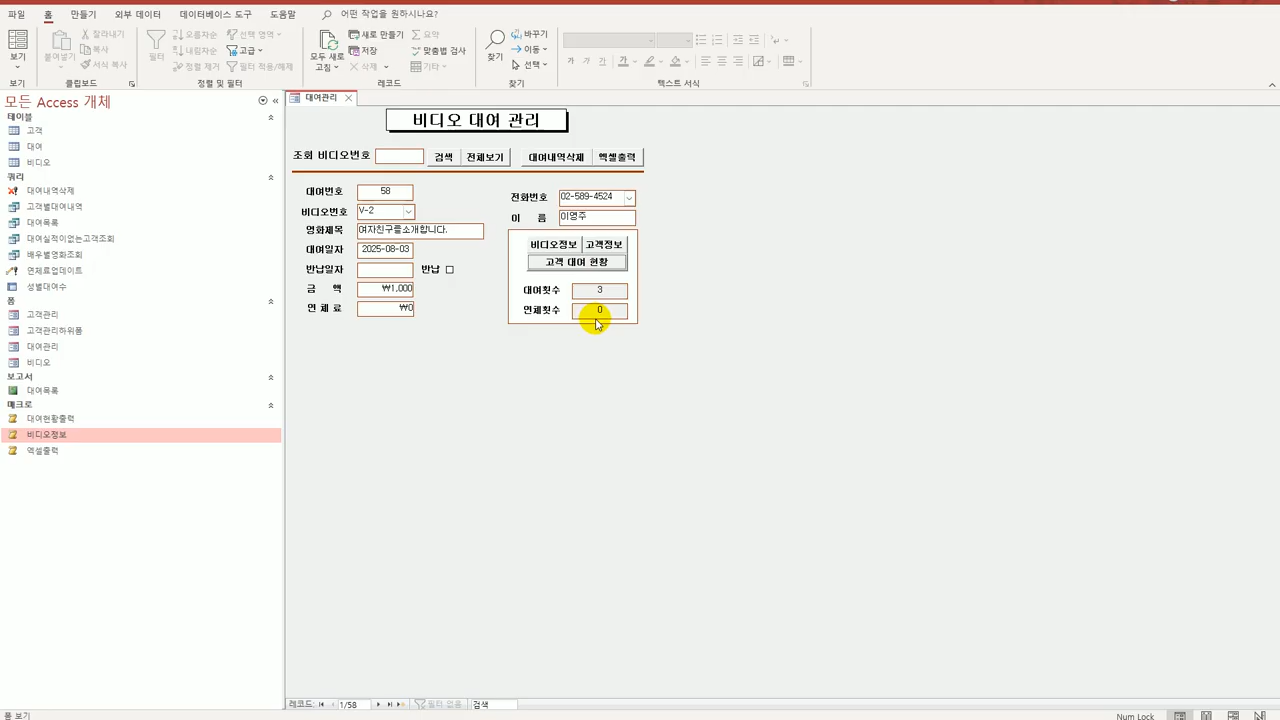 파일 홈 만들기 외부 데이터 데이터베이스 도구 도움말 어떤 작업을 원하시나요?
보기 붙여넣기 잘라내기 복사 서식 복사 필터 오름차순 내림차순 정렬 제거 선택 영역 고급 필터 적용/해제 모두 새로 고침 새로 만들기 저장 삭제 요약 맞춤법 검사 기타 찾기 바꾸기 이동 선택 가 가 가
보기 클립보드 정렬 및 필터 레코드 찾기 텍스트 서식
모든 Access 개체
테이블
고객
대여
비디오
쿼리
대여내역삭제
고객별대여내역
대여목록
대여실적이없는고객조회
배우별영화조회
연체료업데이트
성별대여수
폼
고객관리
고객관리하위폼
대여관리
비디오
보고서
대여목록
매크로
대여현황출력
비디오정보
엑셀출력
대여관리
비디오 대여 관리
조회 비디오번호 검색 전체보기 대여내역삭제 엑셀출력
대여번호 58
비디오번호 V-2
영화제목 여자친구를소개합니다.
대여일자 2025-08-03
반납일자 반납
금 액 ₩1,000
연 체 료 ₩0
전화번호 02-589-4524
이 름 이영주
비디오정보 고객정보
고객 대여 현황
대여횟수 3
연체횟수 0
레코드: 1/58 필터 없음 검색
폼 보기 Num Lock